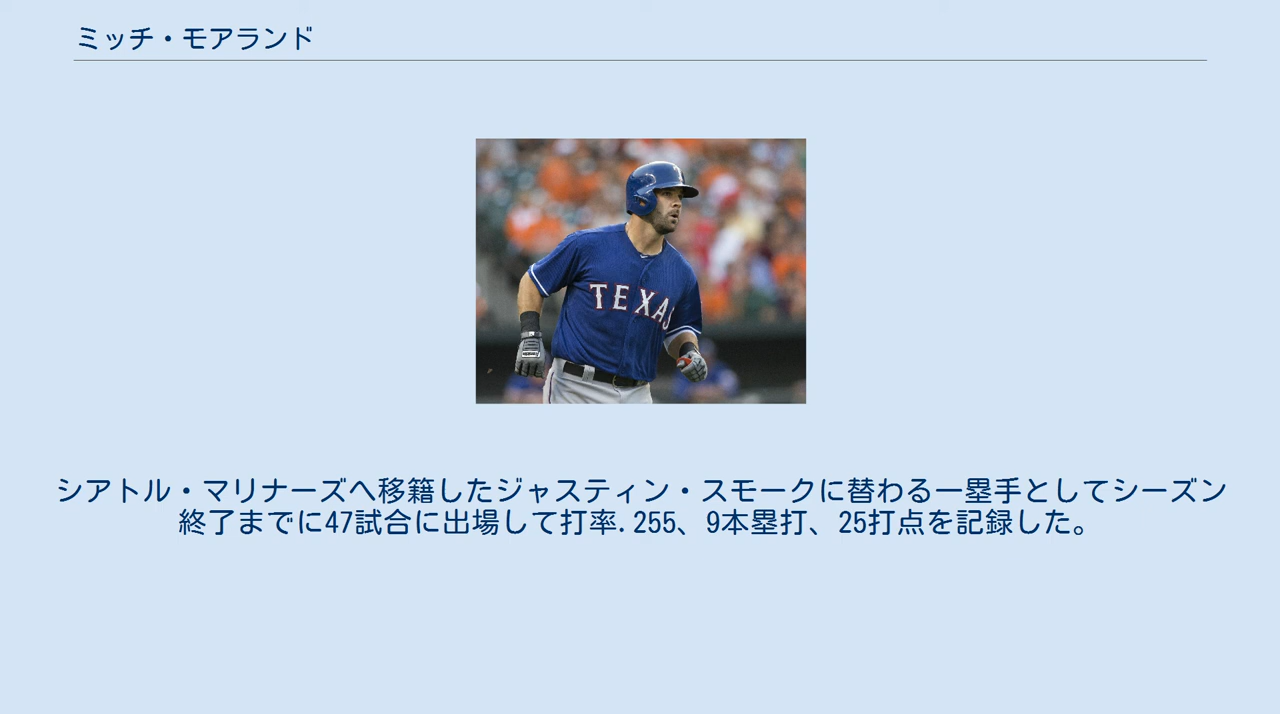 ミッチ・モアランド
TEXAS
シアトル・マリナーズへ移籍したジャスティン・スモークに替わる一塁手としてシーズン
終了までに47試合に出場して打率.255、9本塁打、25打点を記録した。